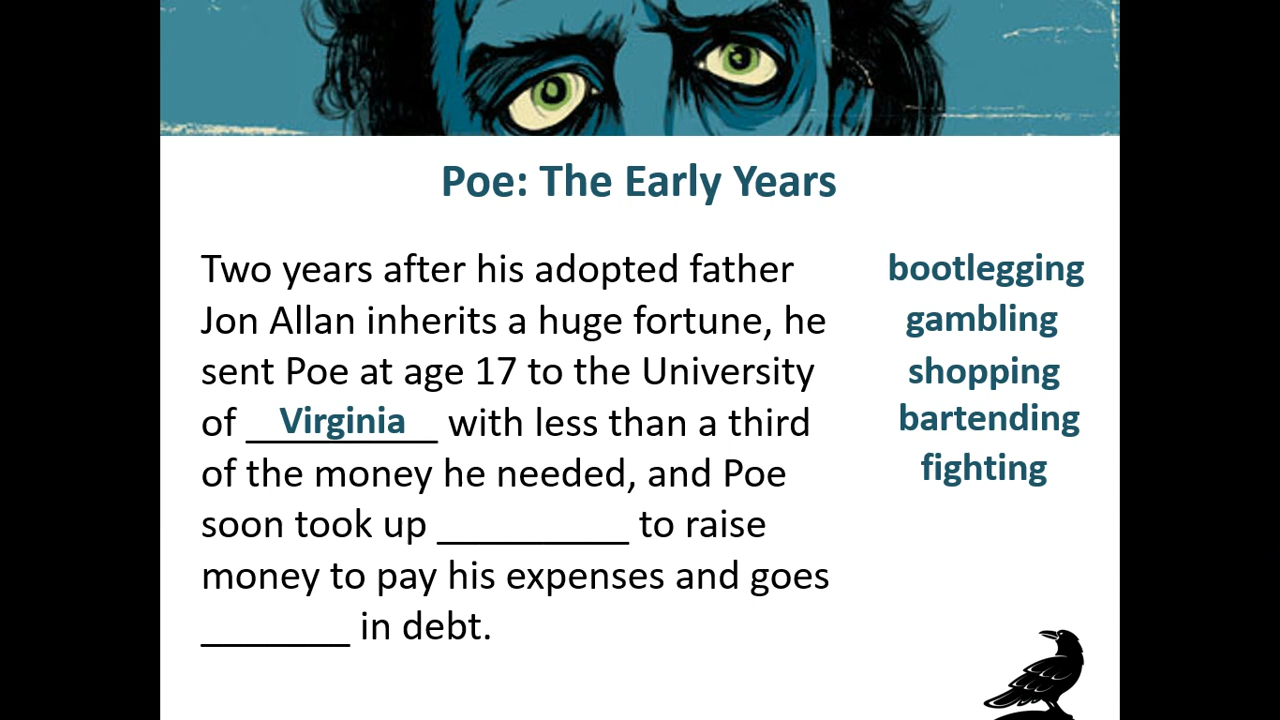 Poe: The Early Years
Two years after his adopted father
Jon Allan inherits a huge fortune, he
sent Poe at age 17 to the University
of __Virginia__ with less than a third
of the money he needed, and Poe
soon took up _________ to raise
money to pay his expenses and goes
_______ in debt.
bootlegging
gambling
shopping
bartending
fighting